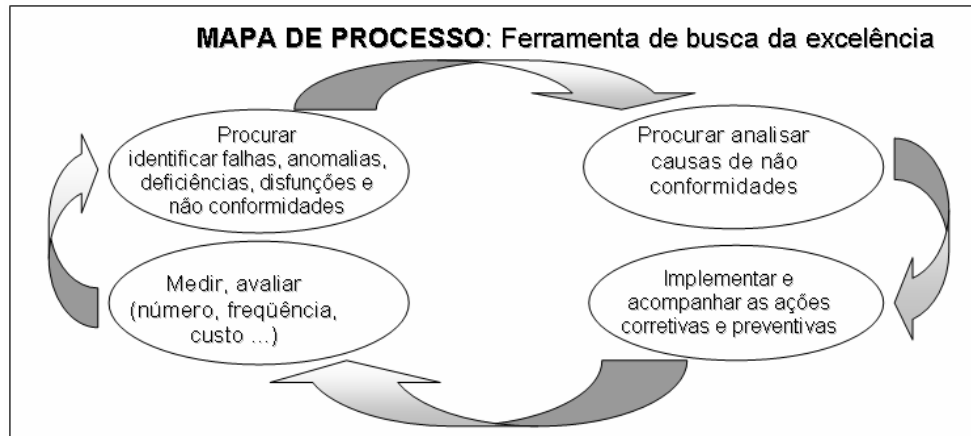 MAPA DE PROCESSO: Ferramenta de busca da excelência
Procurar
identificar falhas, anomalias,
deficiências, disfunções e
não conformidades
Procurar analisar
causas de não
conformidades
Medir, avaliar
(número, freqüência,
custo ...)
Implementar e
acompanhar as ações
corretivas e preventivas